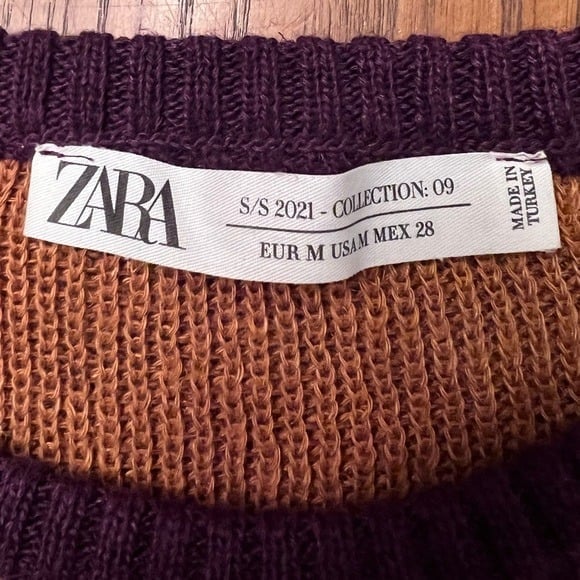 ZARA
S/S 2021 - COLLECTION: 09
EUR M USA M MEX 28
MADE IN
TURKEY